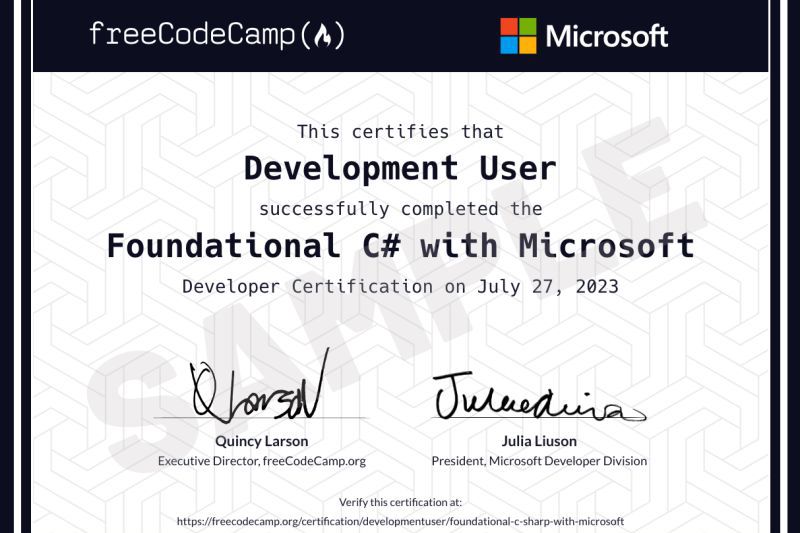 freeCodeCamp(🔥)
Microsoft
This certifies that
Development User
successfully completed the
Foundational C# with Microsoft
Developer Certification on July 27, 2023
SAMPLE
Quincy Larson
Executive Director, freeCodeCamp.org
Julia Liuson
President, Microsoft Developer Division
Verify this certification at:
https://freecodecamp.org/certification/developmentuser/foundational-c-sharp-with-microsoft